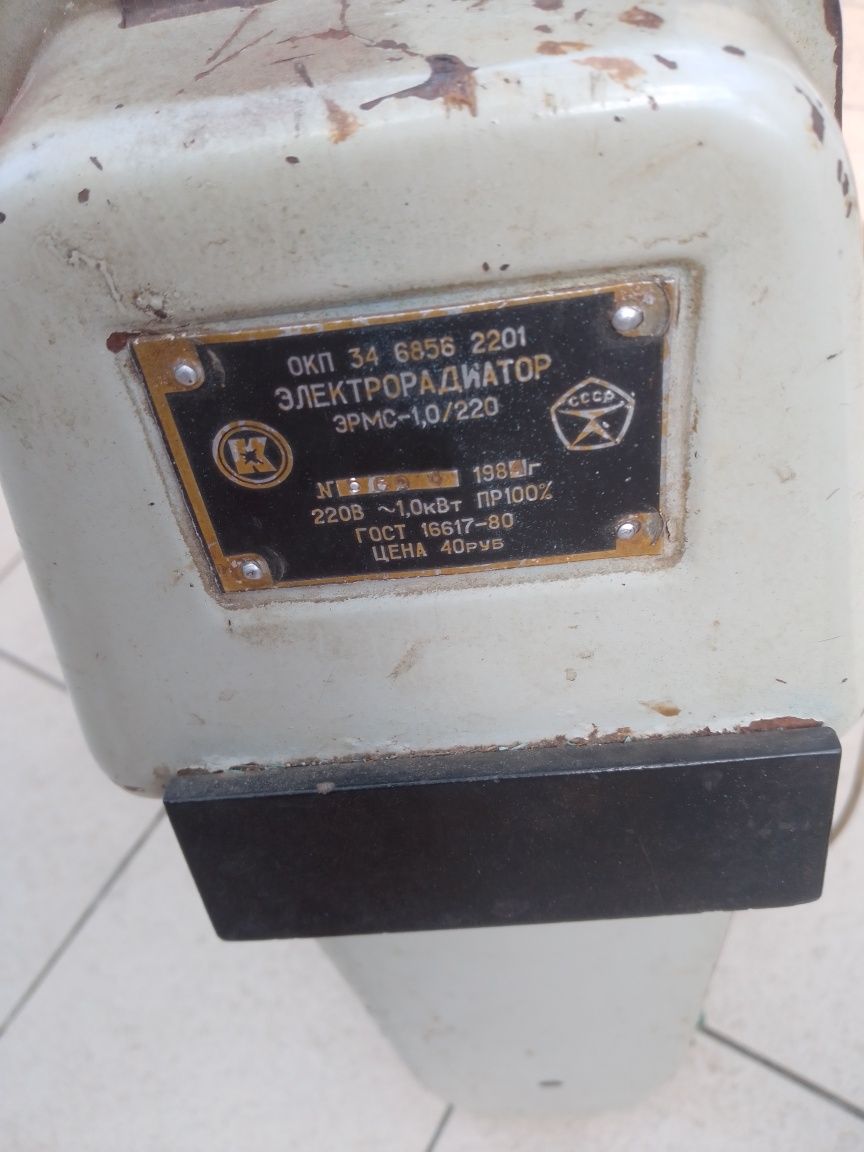 ОКП 34 6856 2201
ЭЛЕКТРОРАДИАТОР
ЭРМС-1,0/220
СССР
К
№ 1984г
220В ~1,0кВт ПР100%
ГОСТ 16617-80
ЦЕНА 40РУБ